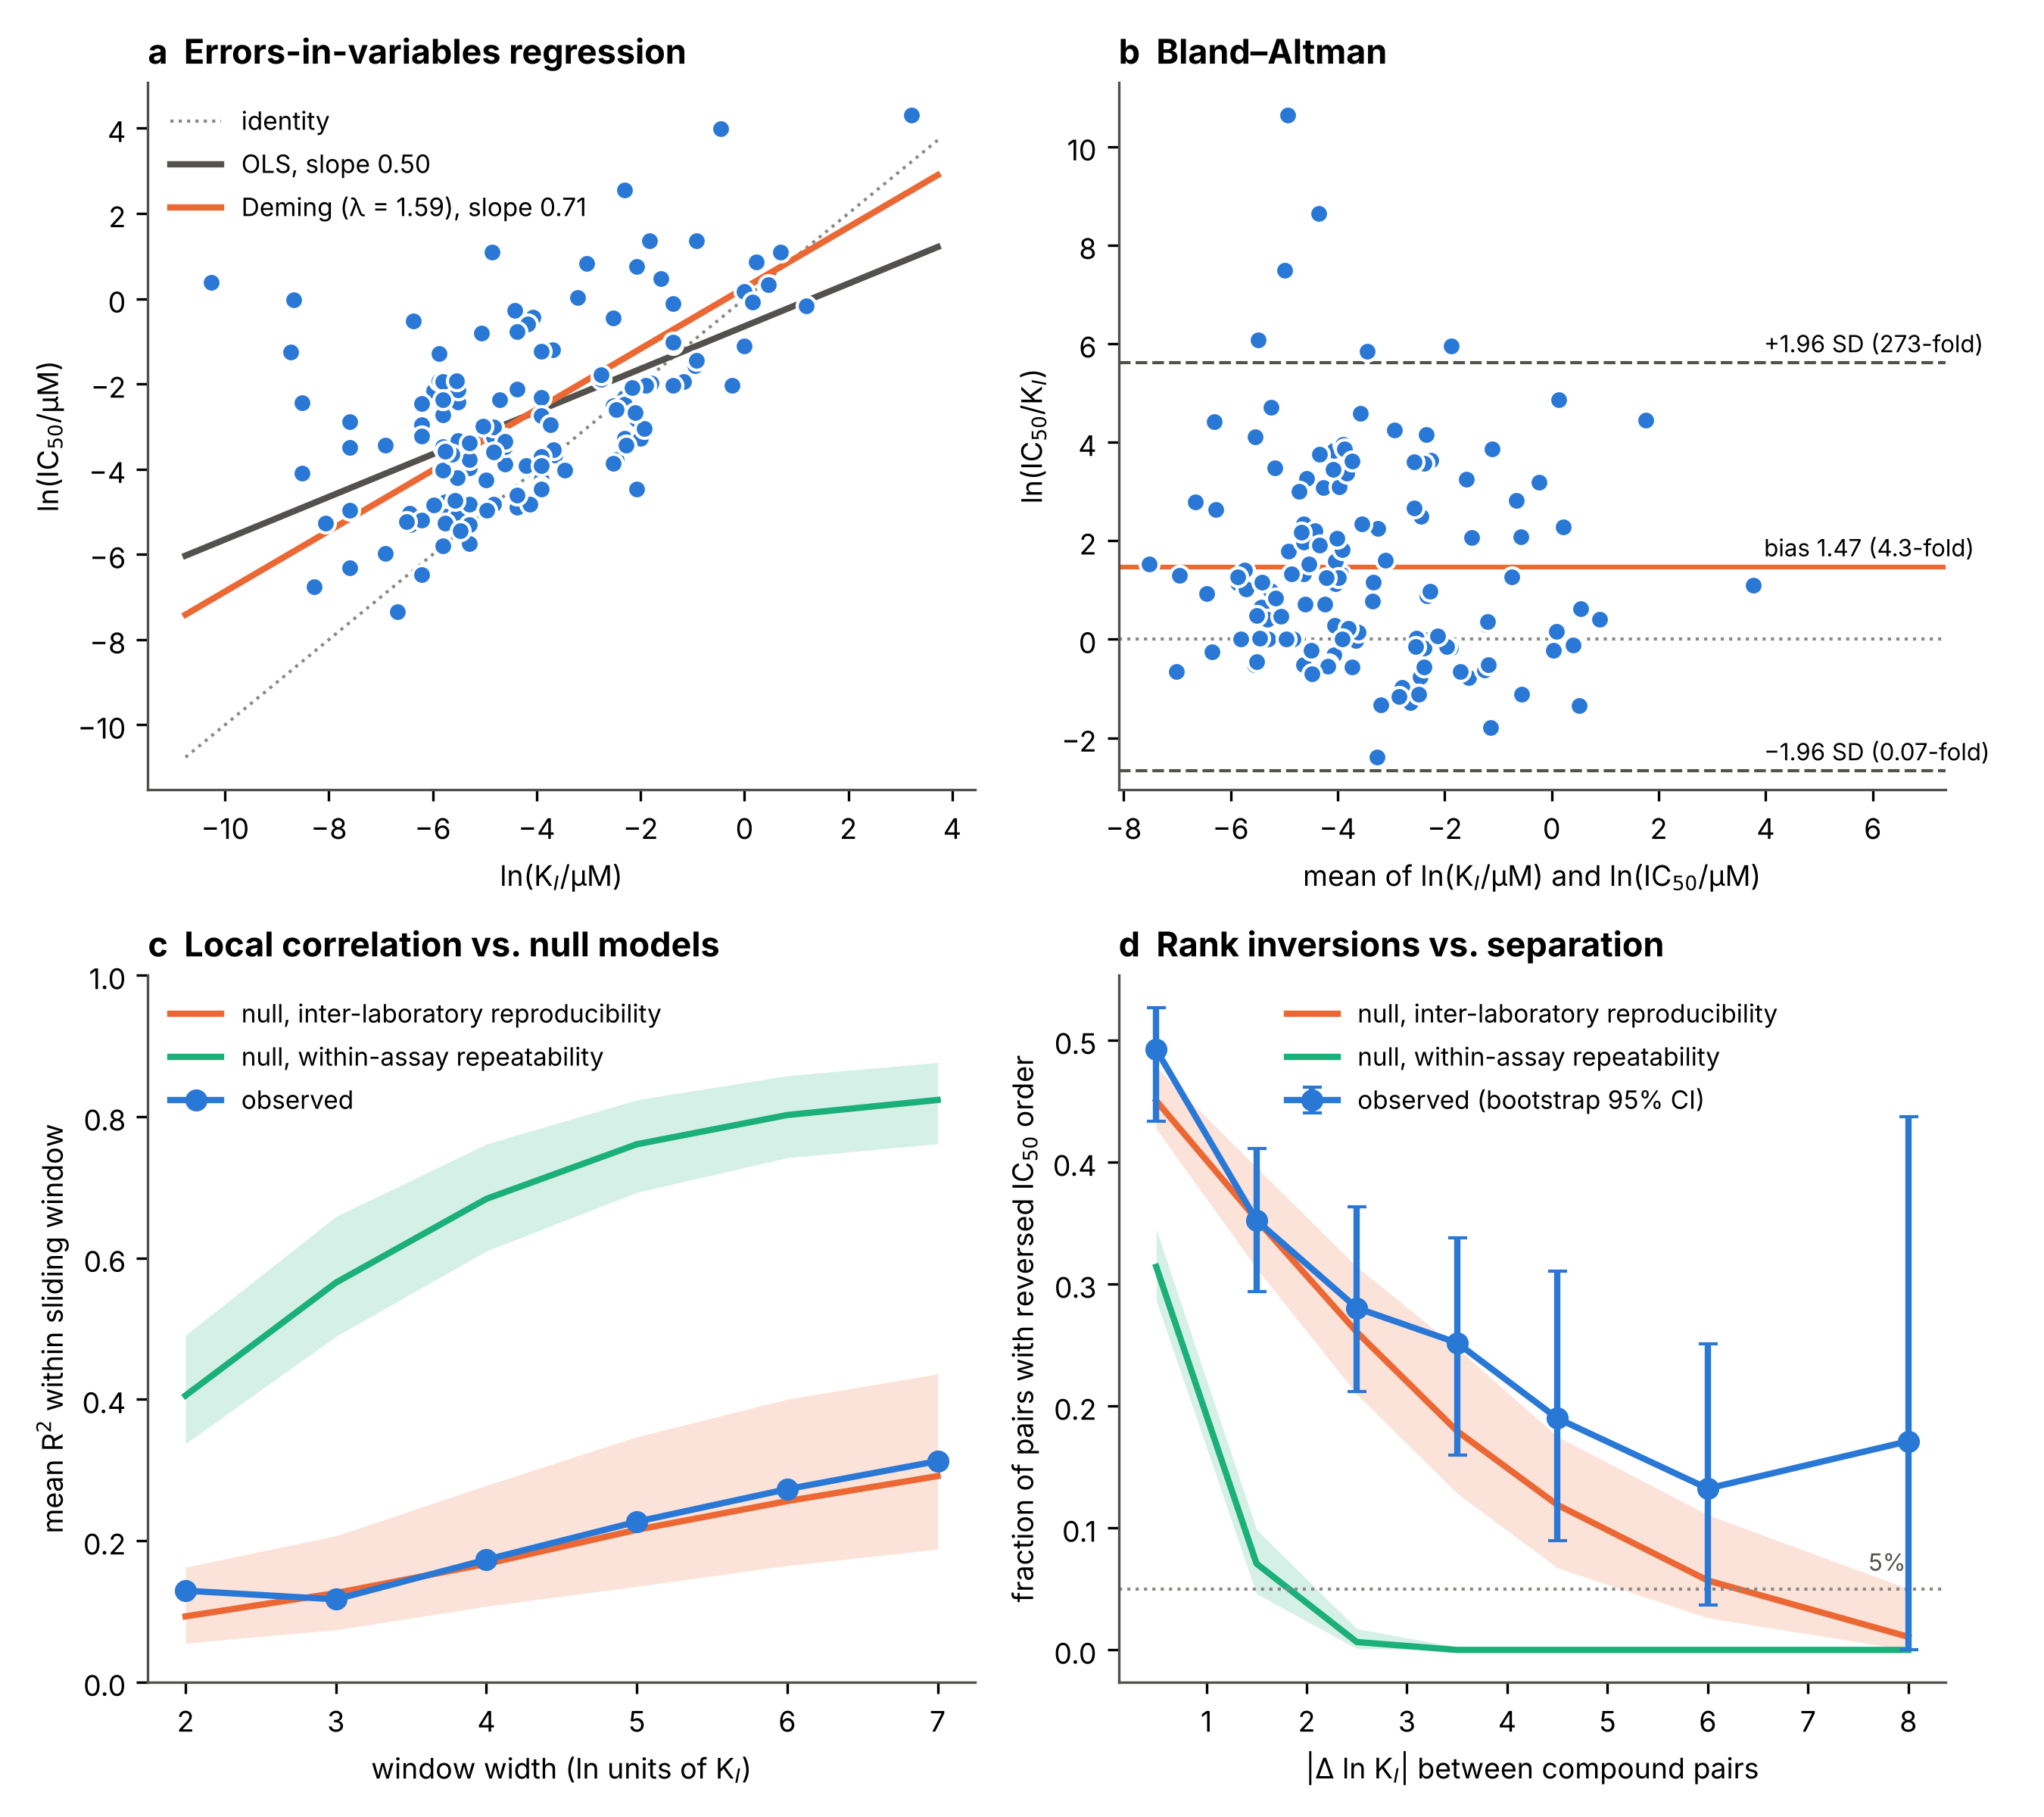 a Errors-in-variables regression
identity
OLS, slope 0.50
Deming (λ = 1.59), slope 0.71
4
2
0
−2
−4
−6
−8
−10
ln(IC₅₀/µM)
−10 −8 −6 −4 −2 0 2 4
ln(K_I/µM)
b Bland–Altman
10
8
6
4
2
0
−2
ln(IC₅₀/K_I)
+1.96 SD (273-fold)
bias 1.47 (4.3-fold)
−1.96 SD (0.07-fold)
−8 −6 −4 −2 0 2 4 6
mean of ln(K_I/µM) and ln(IC₅₀/µM)
c Local correlation vs. null models
null, inter-laboratory reproducibility
null, within-assay repeatability
observed
1.0
0.8
0.6
0.4
0.2
0.0
mean R² within sliding window
2 3 4 5 6 7
window width (ln units of K_I)
d Rank inversions vs. separation
null, inter-laboratory reproducibility
null, within-assay repeatability
observed (bootstrap 95% CI)
0.5
0.4
0.3
0.2
0.1
0.0
fraction of pairs with reversed IC₅₀ order
5%
1 2 3 4 5 6 7 8
|Δ ln K_I| between compound pairs